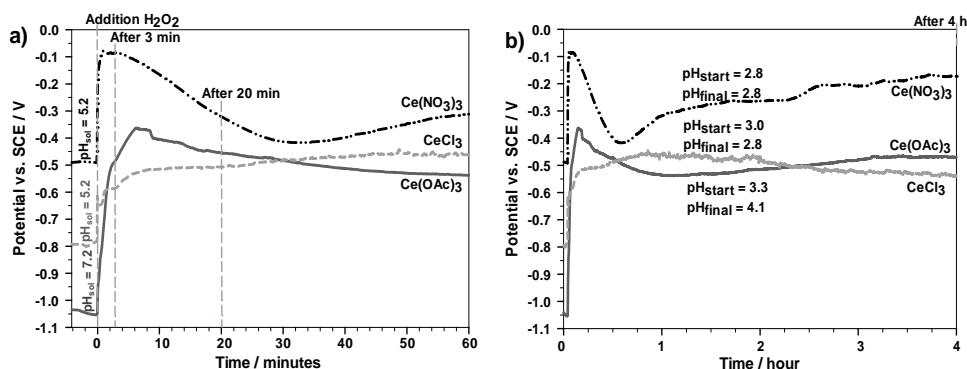 a)
Addition H2O2
After 3 min
After 20 min
0.0
-0.1
-0.2
-0.3
-0.4
-0.5
-0.6
-0.7
-0.8
-0.9
-1.0
-1.1
Potential vs. SCE / V
pHsol = 5.2
pHsol = 5.2
pHsol = 7.2
Ce(NO3)3
CeCl3
Ce(OAc)3
0 10 20 30 40 50 60
Time / minutes
b)
After 4 h
0.0
-0.1
-0.2
-0.3
-0.4
-0.5
-0.6
-0.7
-0.8
-0.9
-1.0
-1.1
Potential vs. SCE / V
pHstart = 2.8
pHfinal = 2.8
Ce(NO3)3
pHstart = 3.0
pHfinal = 2.8
Ce(OAc)3
CeCl3
pHstart = 3.3
pHfinal = 4.1
0 1 2 3 4
Time / hour